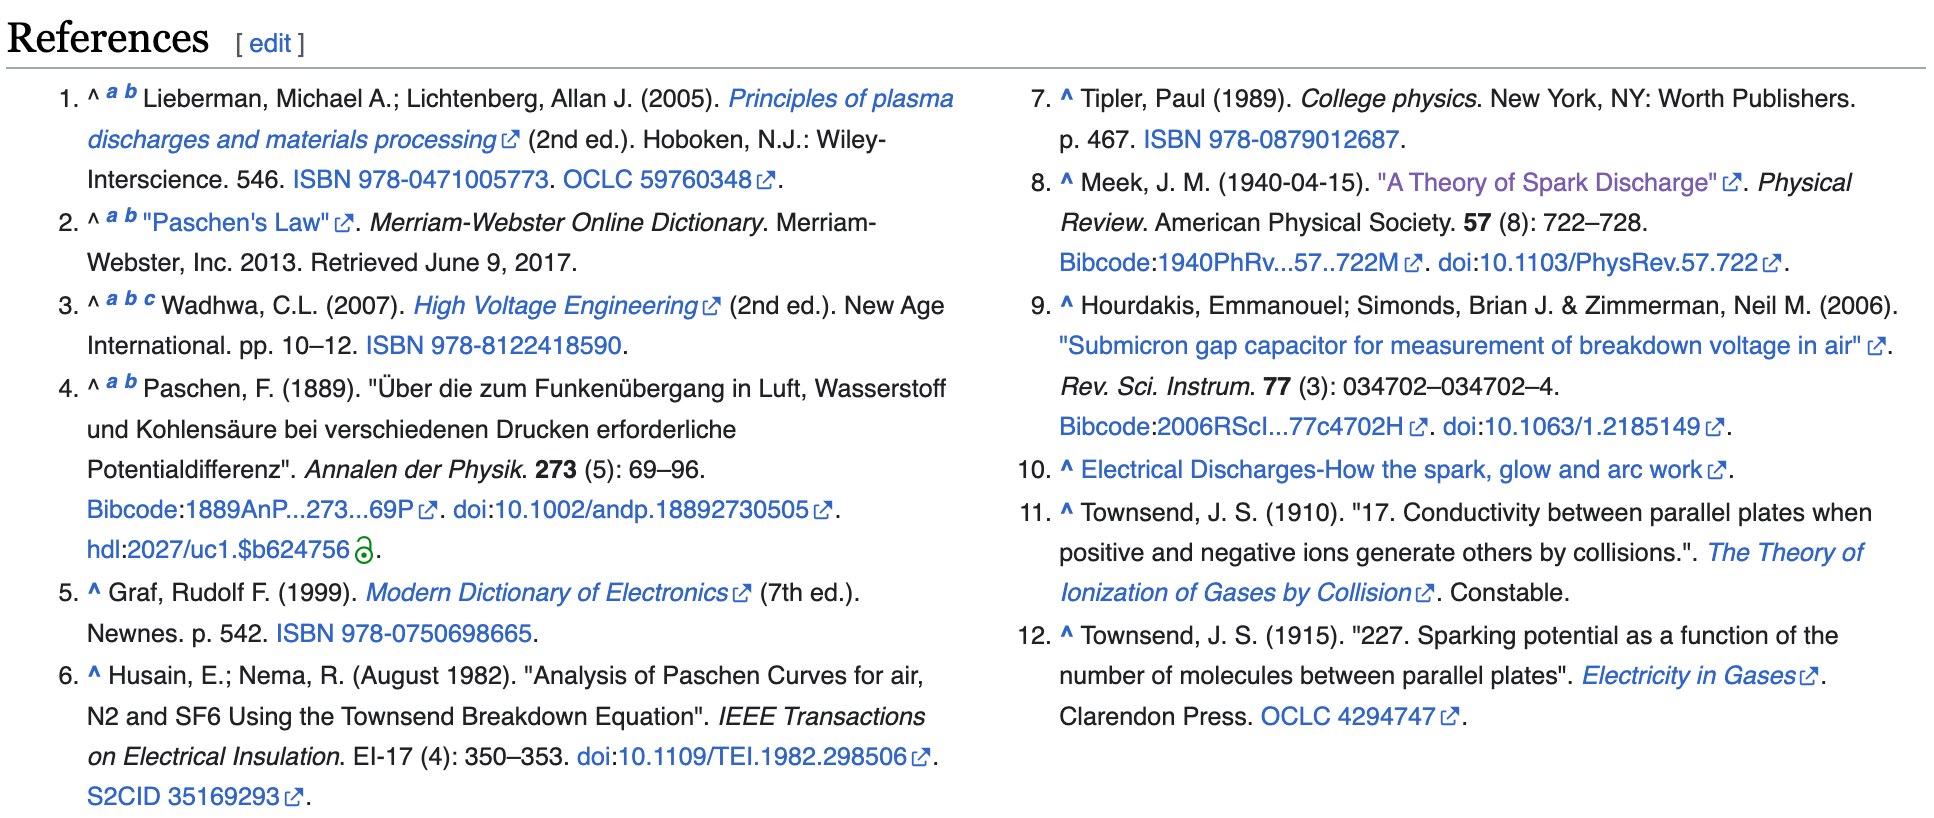 References [ edit ]
1. ^ a b Lieberman, Michael A.; Lichtenberg, Allan J. (2005). Principles of plasma
discharges and materials processing (2nd ed.). Hoboken, N.J.: Wiley-
Interscience. 546. ISBN 978-0471005773. OCLC 59760348.
2. ^ a b "Paschen's Law". Merriam-Webster Online Dictionary. Merriam-
Webster, Inc. 2013. Retrieved June 9, 2017.
3. ^ a b c Wadhwa, C.L. (2007). High Voltage Engineering (2nd ed.). New Age
International. pp. 10–12. ISBN 978-8122418590.
4. ^ a b Paschen, F. (1889). "Über die zum Funkenübergang in Luft, Wasserstoff
und Kohlensäure bei verschiedenen Drucken erforderliche
Potentialdifferenz". Annalen der Physik. 273 (5): 69–96.
Bibcode:1889AnP...273...69P. doi:10.1002/andp.18892730505.
hdl:2027/uc1.$b624756.
5. ^ Graf, Rudolf F. (1999). Modern Dictionary of Electronics (7th ed.).
Newnes. p. 542. ISBN 978-0750698665.
6. ^ Husain, E.; Nema, R. (August 1982). "Analysis of Paschen Curves for air,
N2 and SF6 Using the Townsend Breakdown Equation". IEEE Transactions
on Electrical Insulation. EI-17 (4): 350–353. doi:10.1109/TEI.1982.298506.
S2CID 35169293.
7. ^ Tipler, Paul (1989). College physics. New York, NY: Worth Publishers.
p. 467. ISBN 978-0879012687.
8. ^ Meek, J. M. (1940-04-15). "A Theory of Spark Discharge". Physical
Review. American Physical Society. 57 (8): 722–728.
Bibcode:1940PhRv...57..722M. doi:10.1103/PhysRev.57.722.
9. ^ Hourdakis, Emmanouel; Simonds, Brian J. & Zimmerman, Neil M. (2006).
"Submicron gap capacitor for measurement of breakdown voltage in air".
Rev. Sci. Instrum. 77 (3): 034702–034702–4.
Bibcode:2006RScI...77c4702H. doi:10.1063/1.2185149.
10. ^ Electrical Discharges-How the spark, glow and arc work.
11. ^ Townsend, J. S. (1910). "17. Conductivity between parallel plates when
positive and negative ions generate others by collisions.". The Theory of
Ionization of Gases by Collision. Constable.
12. ^ Townsend, J. S. (1915). "227. Sparking potential as a function of the
number of molecules between parallel plates". Electricity in Gases.
Clarendon Press. OCLC 4294747.